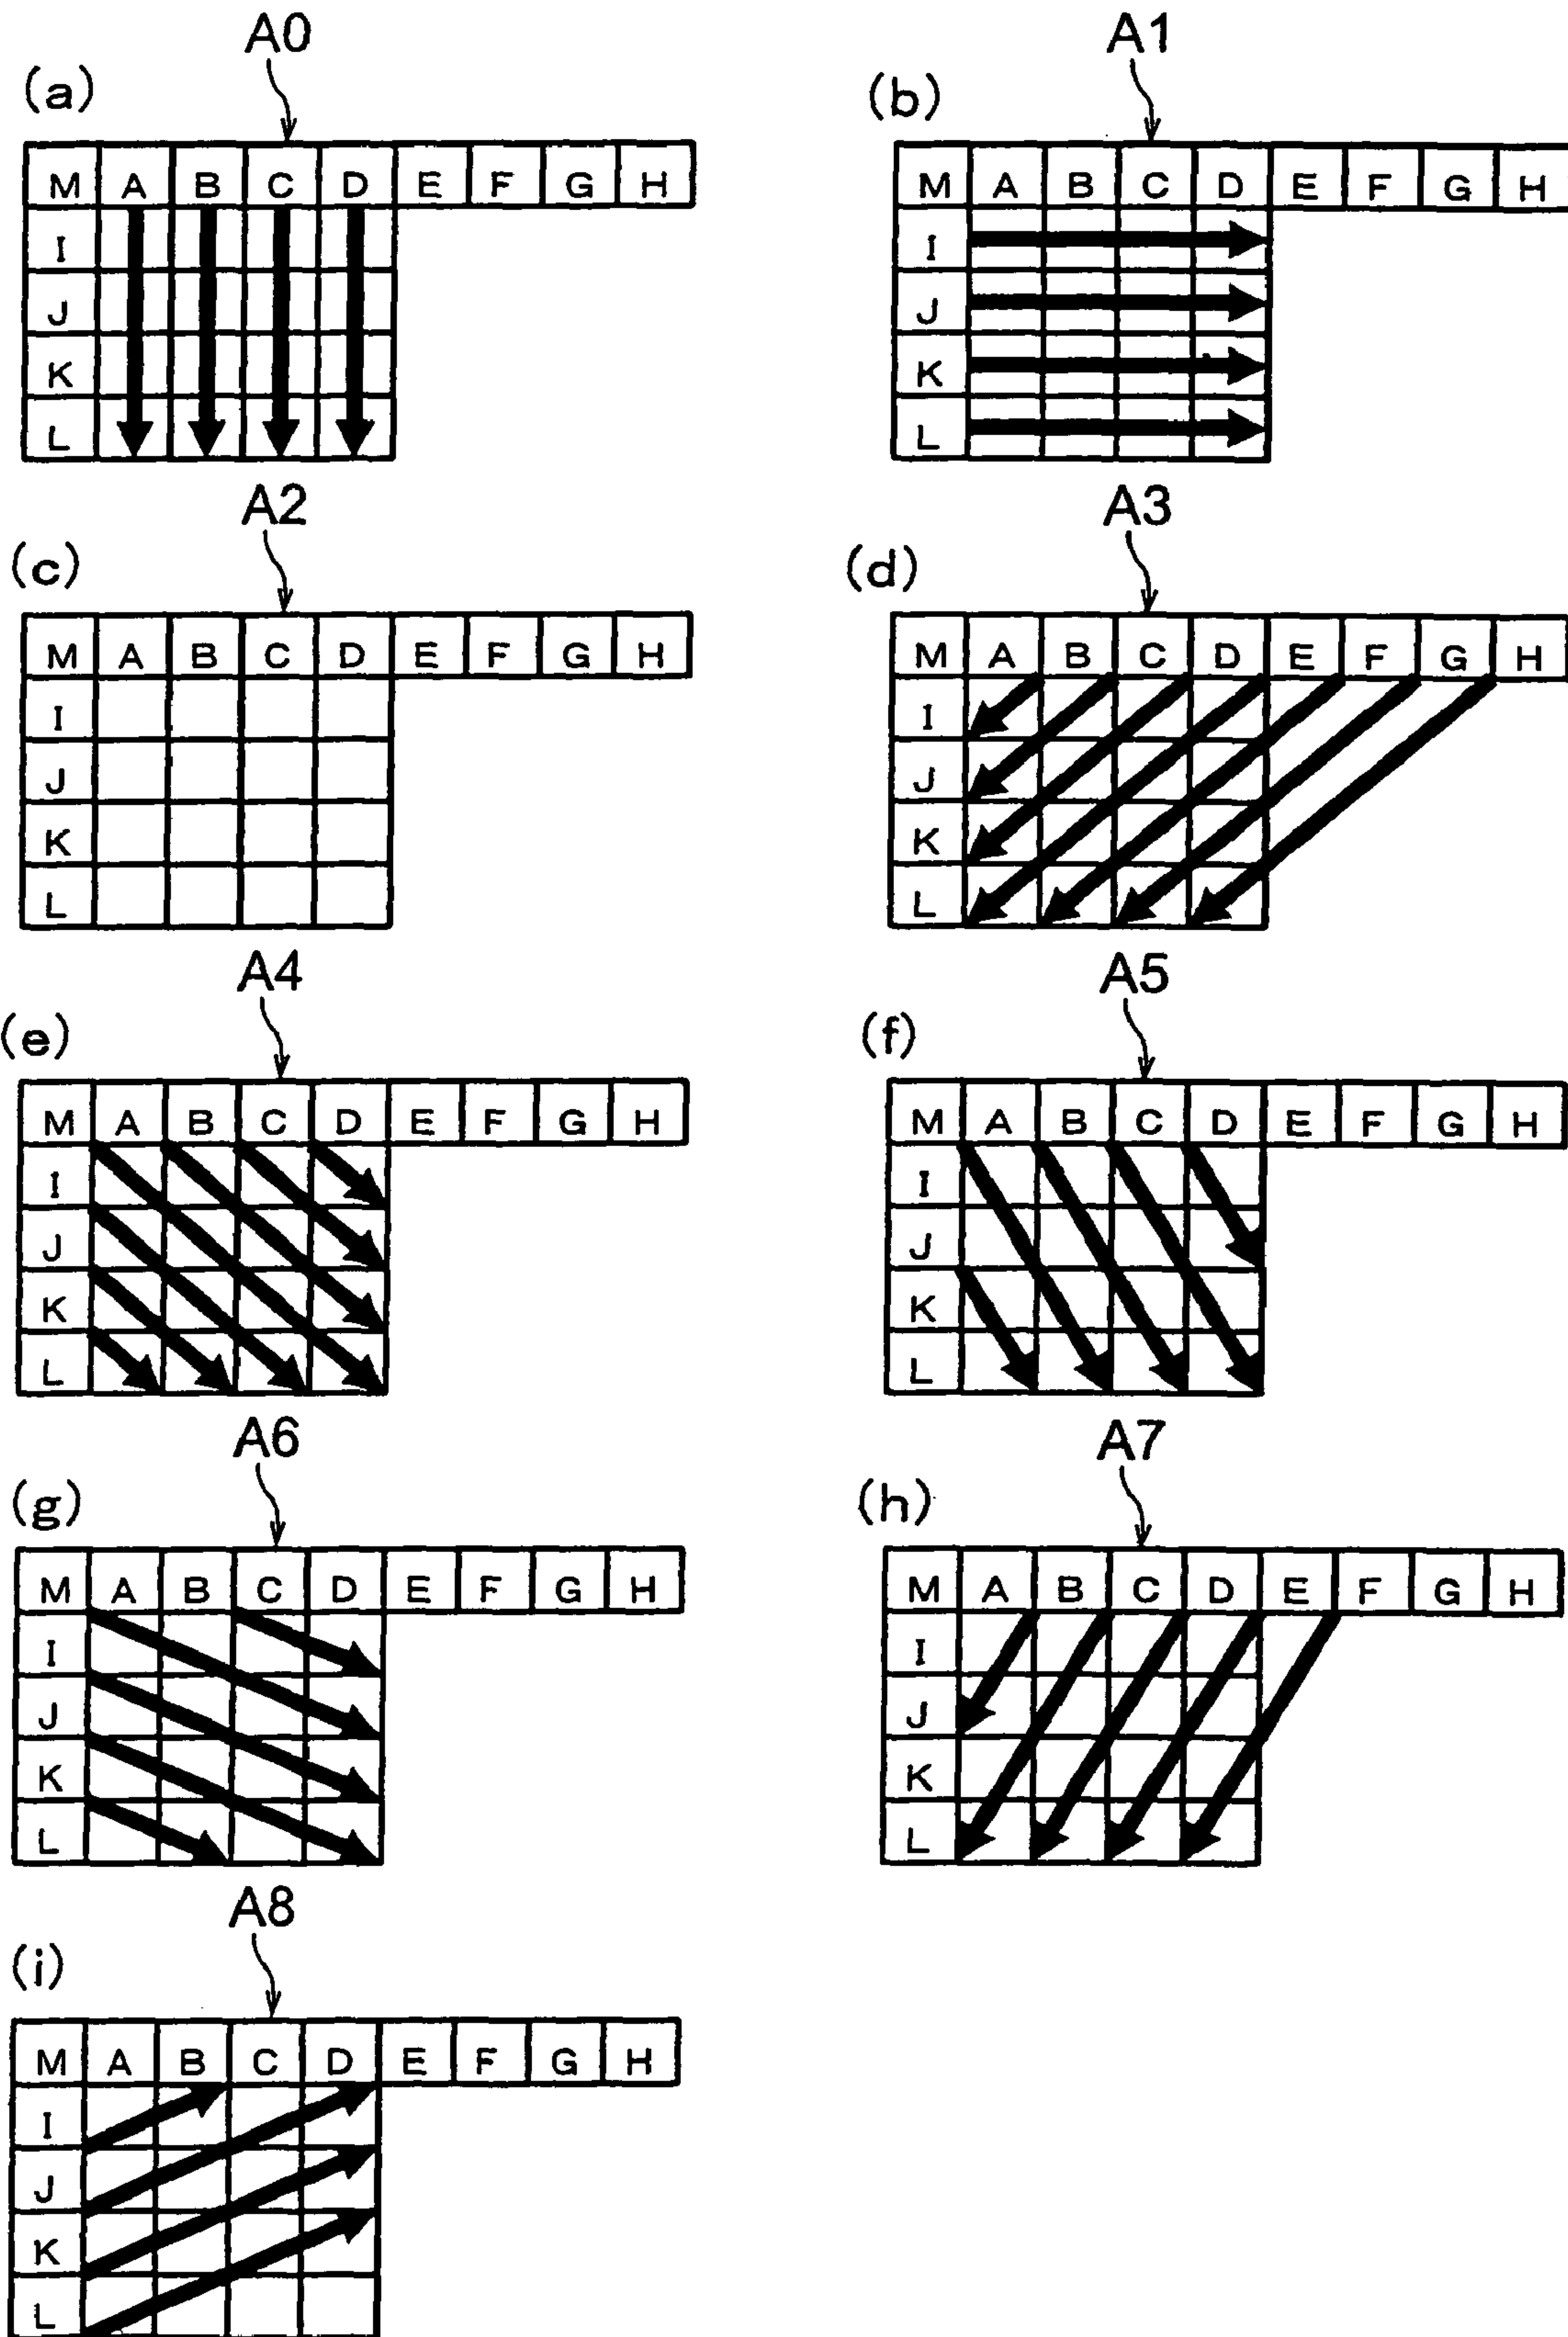 A0 A1
(a) (b)
M A B C D E F G H M A B C D E F G H
I I
J J
K K
L L
A2 A3
(c) (d)
M A B C D E F G H M A B C D E F G H
I I
J J
K K
L L
A4 A5
(e) (f)
M A B C D E F G H M A B C D E F G H
I I
J J
K K
L L
A6 A7
(g) (h)
M A B C D E F G H M A B C D E F G H
I I
J J
K K
L L
A8
(i)
M A B C D E F G H
I
J
K
L